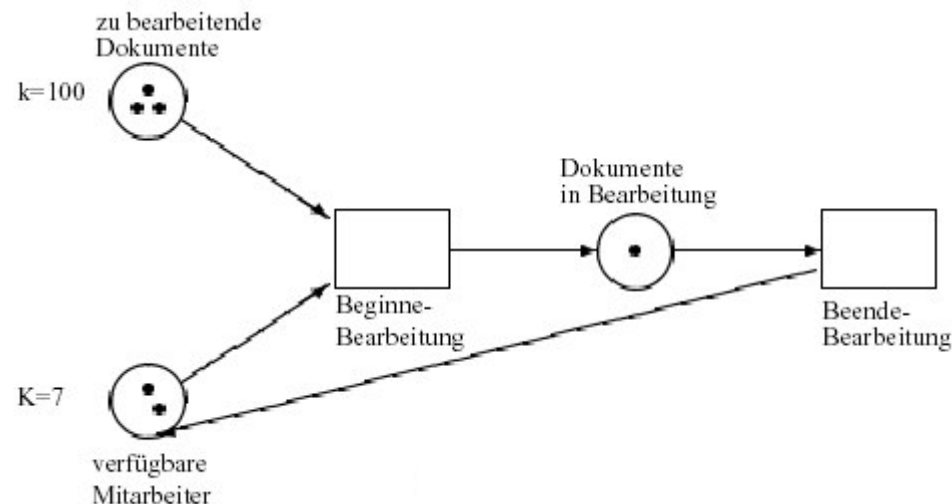 zu bearbeitende
Dokumente
k=100
Dokumente
in Bearbeitung
Beginne-
Bearbeitung
Beende-
Bearbeitung
K=7
verfügbare
Mitarbeiter